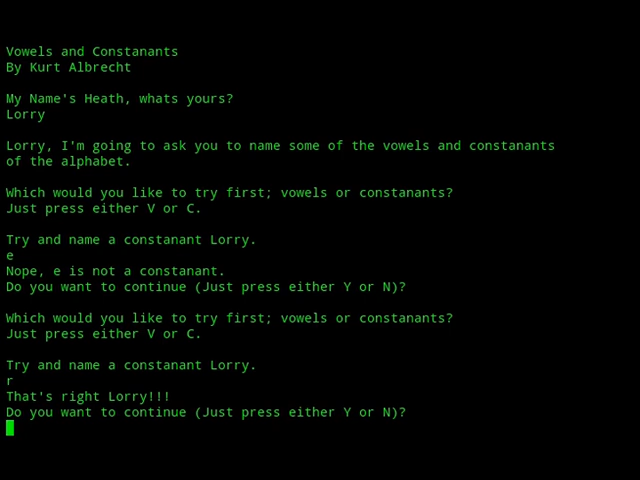 Vowels and Constanants
By Kurt Albrecht
My Name's Heath, whats yours?
Lorry
Lorry, I'm going to ask you to name some of the vowels and constanants
of the alphabet.
Which would you like to try first; vowels or constanants?
Just press either V or C.
Try and name a constanant Lorry.
e
Nope, e is not a constanant.
Do you want to continue (Just press either Y or N)?
Which would you like to try first; vowels or constanants?
Just press either V or C.
Try and name a constanant Lorry.
r
That's right Lorry!!!
Do you want to continue (Just press either Y or N)?